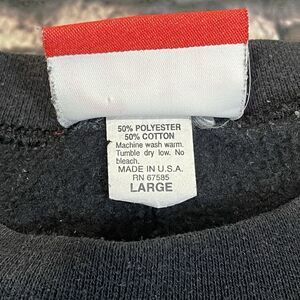 50% POLYESTER
50% COTTON
Machine wash warm.
Tumble dry low. No
bleach.
MADE IN U.S.A.
RN 67585
LARGE